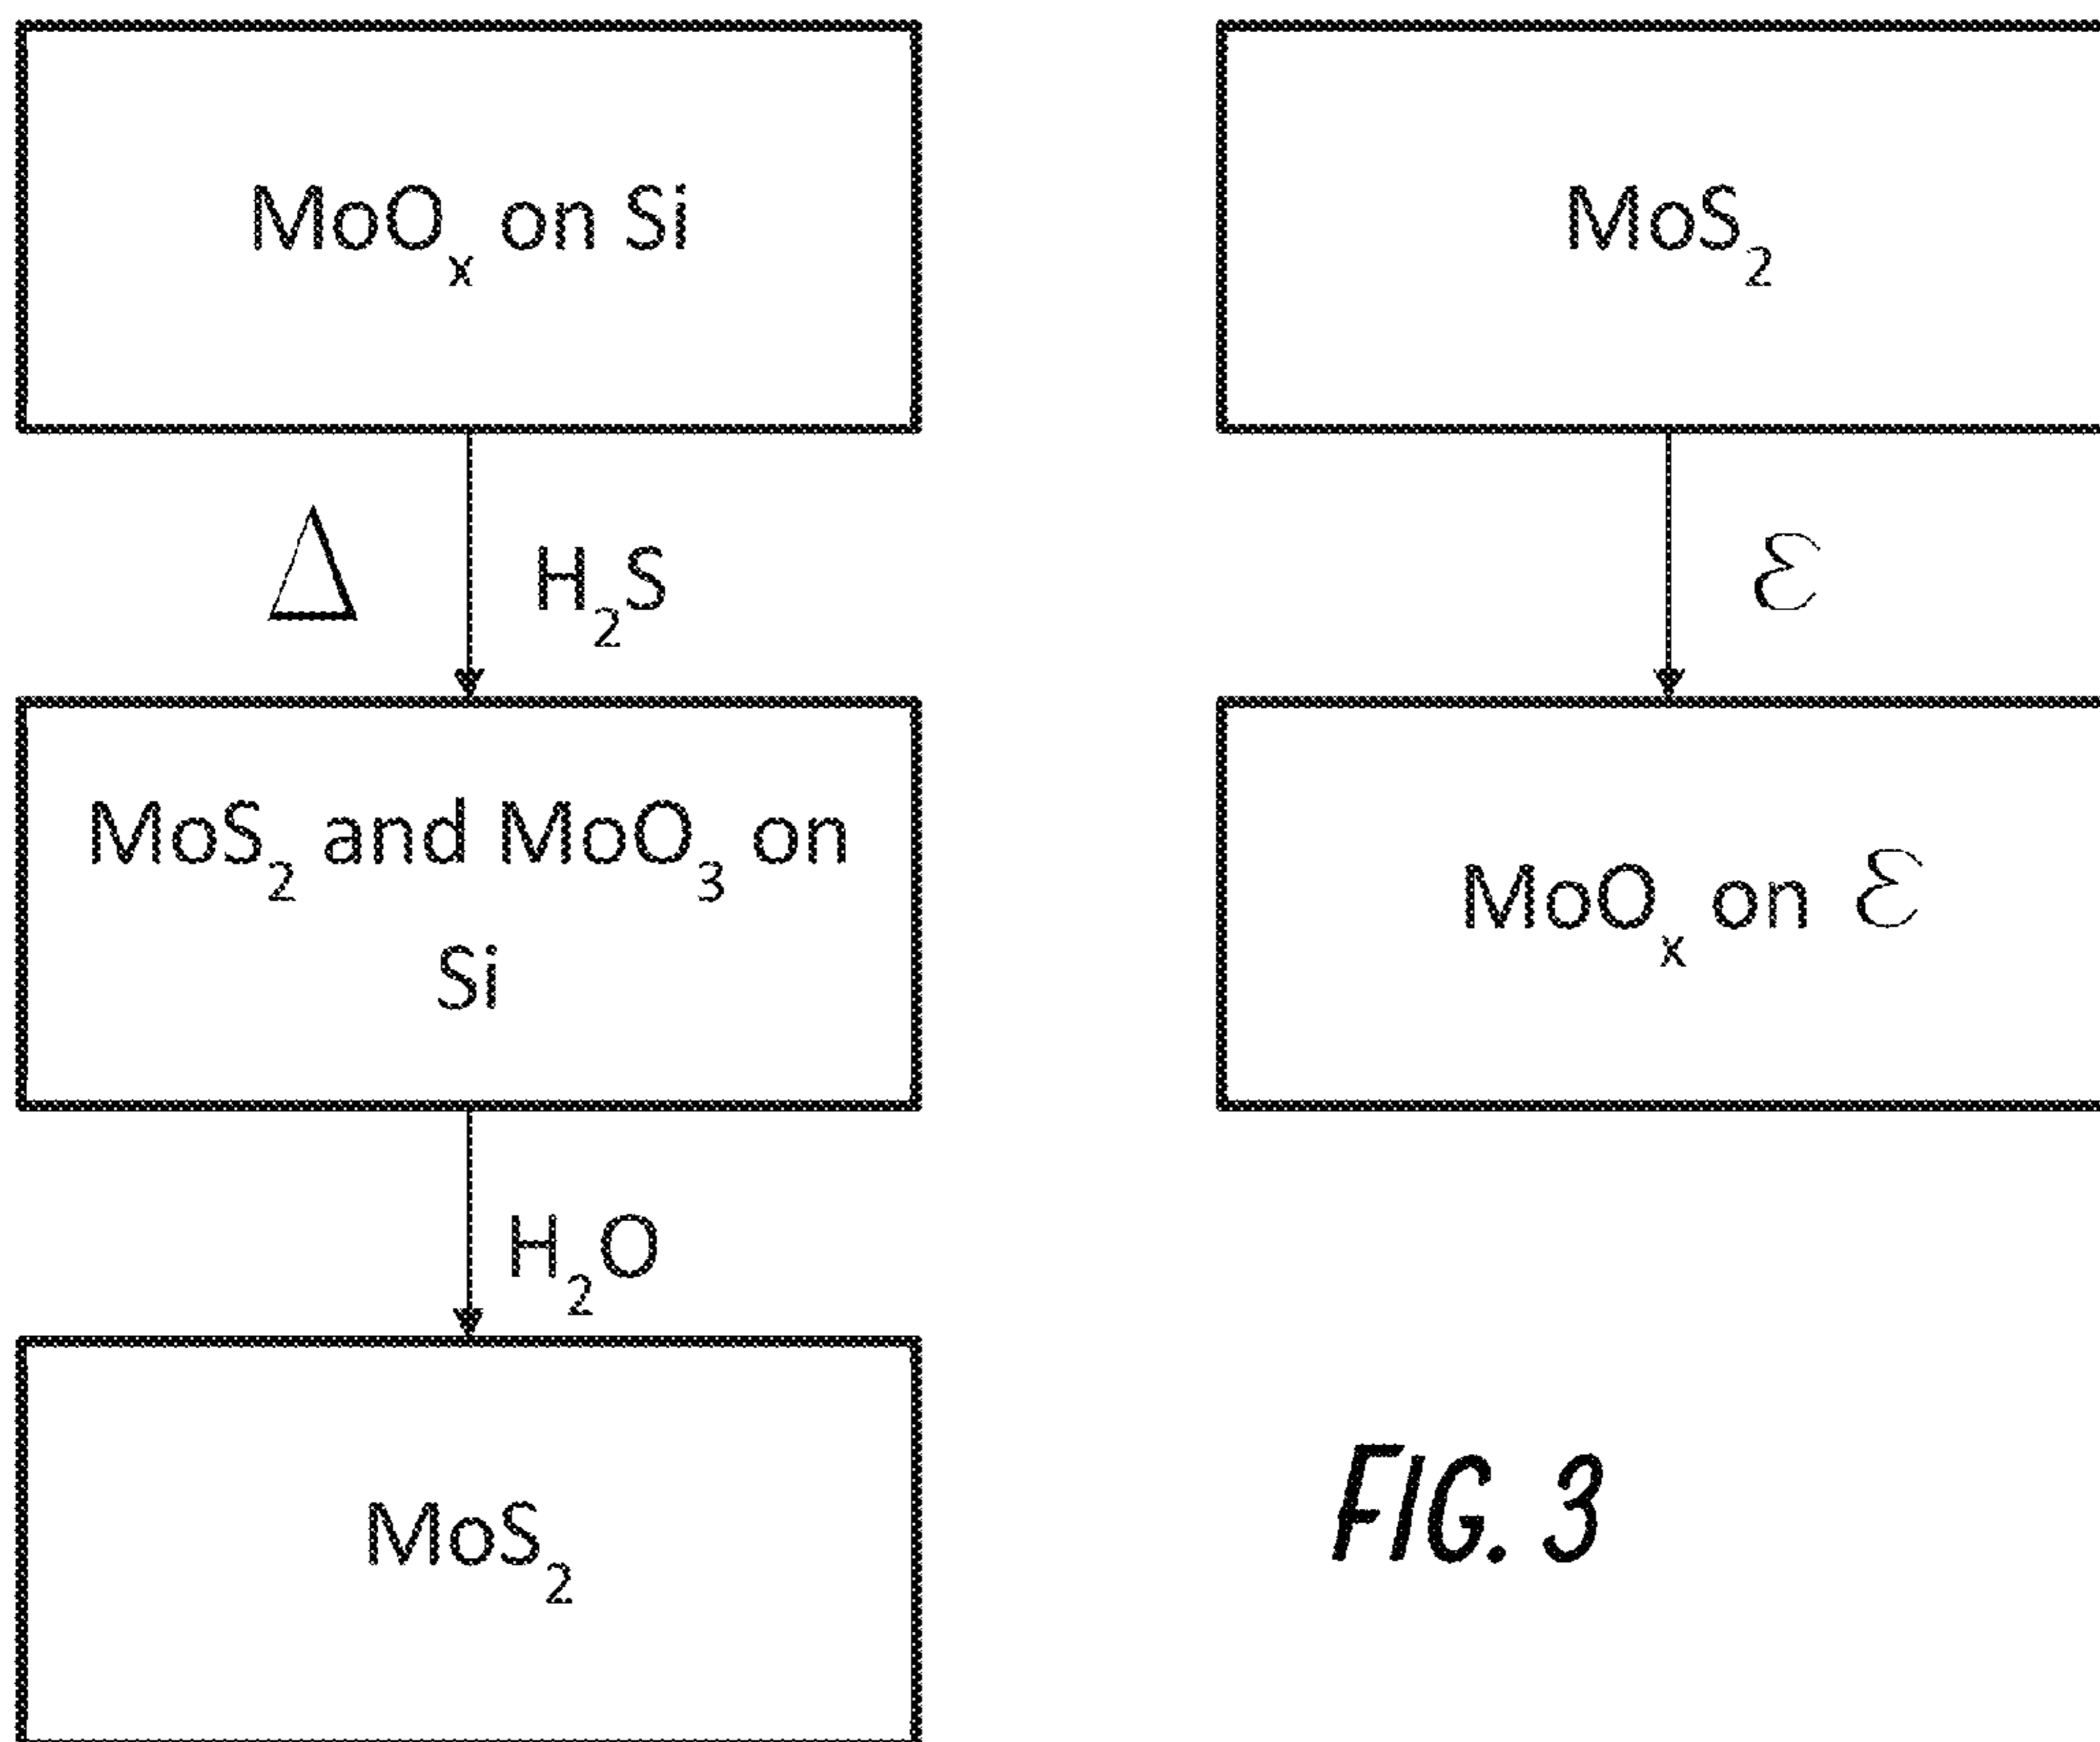 MoOₓ on Si
Δ
H₂S
MoS₂ and MoO₃ on
Si
H₂O
MoS₂
MoS₂
ℰ
MoOₓ on ℰ
FIG. 3